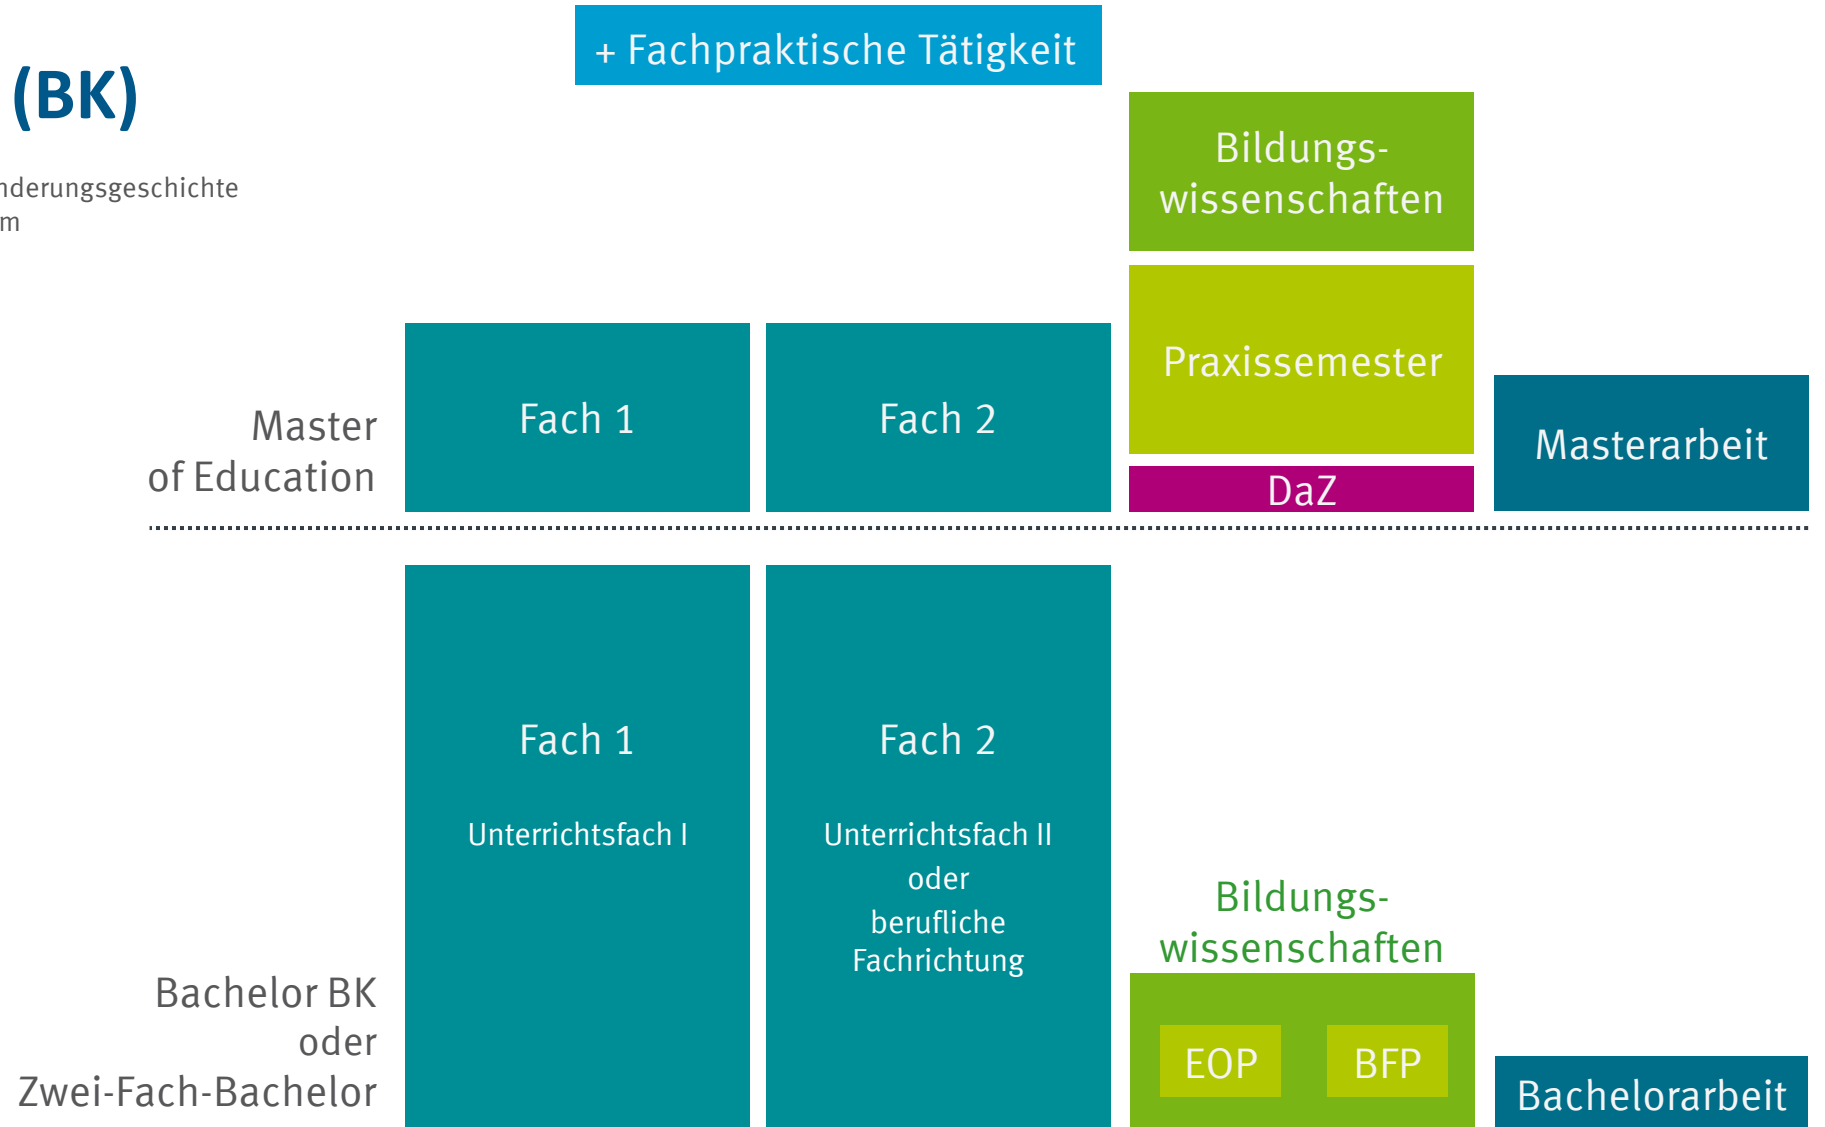 + Fachpraktische Tätigkeit
(BK)
nderungsgeschichte
m
Bildungs-
wissenschaften
Praxissemester
DaZ
Master
of Education
Fach 1
Fach 2
Masterarbeit
Fach 1
Unterrichtsfach I
Fach 2
Unterrichtsfach II
oder
berufliche
Fachrichtung
Bildungs-
wissenschaften
EOP
BFP
Bachelor BK
oder
Zwei-Fach-Bachelor
Bachelorarbeit